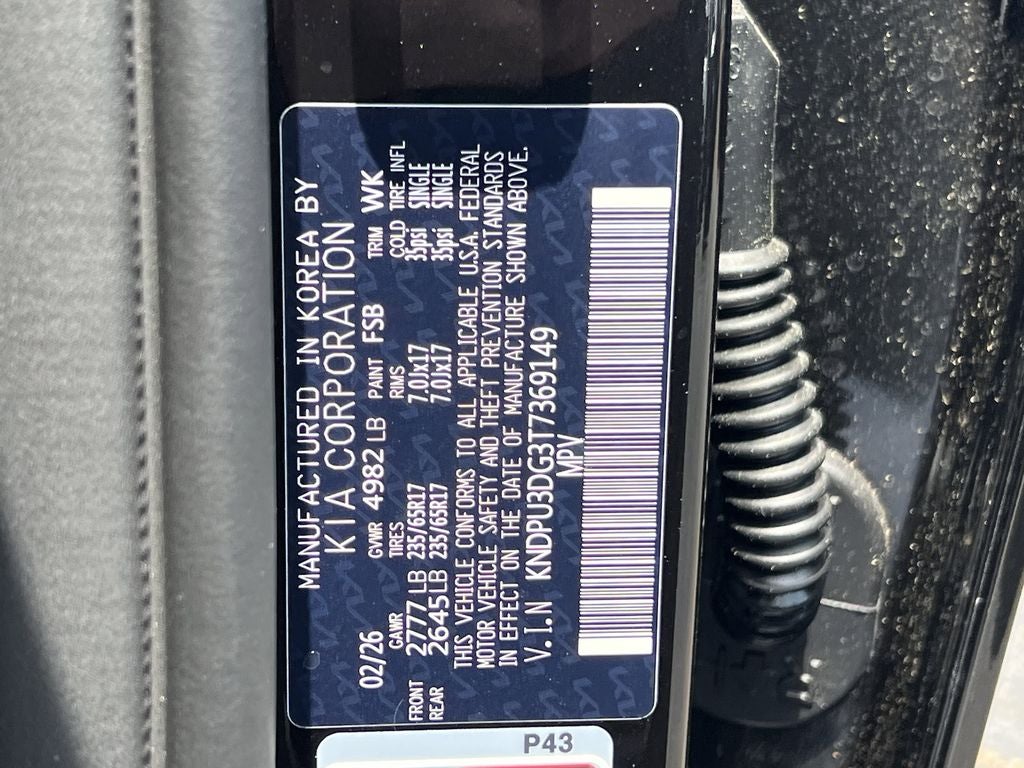 MANUFACTURED IN KOREA BY
KIA CORPORATION
02/26 GVWR 4982 LB PAINT FSB TRIM WK
GAWR TIRES RIMS COLD TIRE INFL
FRONT 2777 LB 235/65R17 7.0Jx17 35psi SINGLE
REAR 2645LB 235/65R17 7.0Jx17 35psi SINGLE
THIS VEHICLE CONFORMS TO ALL APPLICABLE U.S.A. FEDERAL
MOTOR VEHICLE SAFETY AND THEFT PREVENTION STANDARDS
IN EFFECT ON THE DATE OF MANUFACTURE SHOWN ABOVE.
V.I.N KNDPU3DG3T7369149
MPV
P43